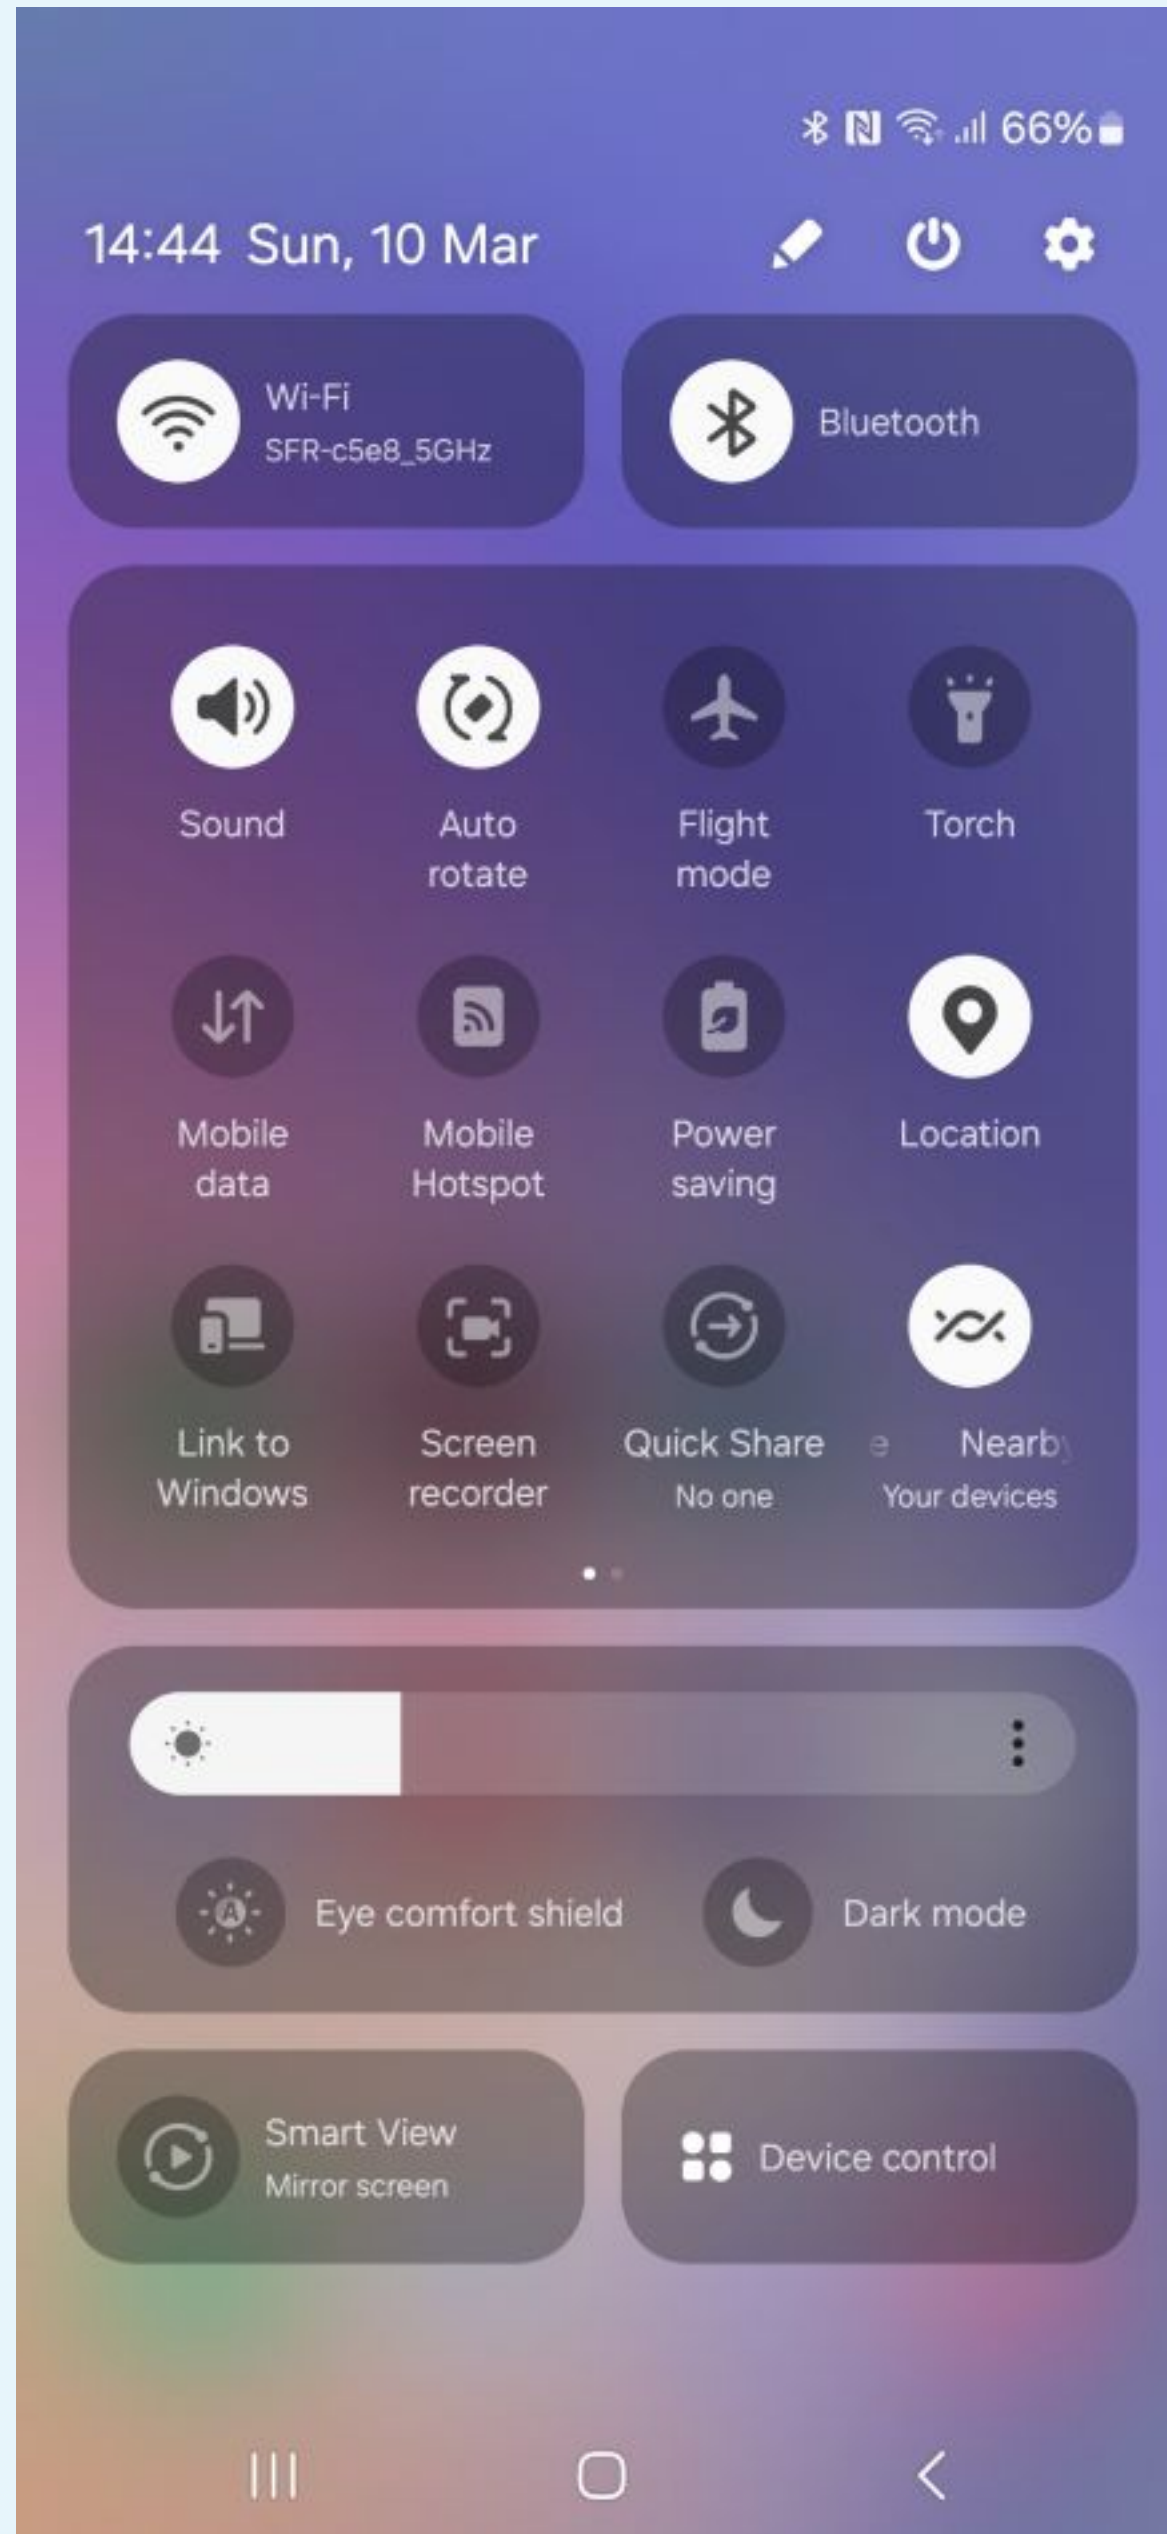 66%
14:44 Sun, 10 Mar
Wi-Fi
SFR-c5e8_5GHz
Bluetooth
Sound
Auto
rotate
Flight
mode
Torch
Mobile
data
Mobile
Hotspot
Power
saving
Location
Link to
Windows
Screen
recorder
Quick Share
No one
e Nearby
Your devices
Eye comfort shield
Dark mode
Smart View
Mirror screen
Device control